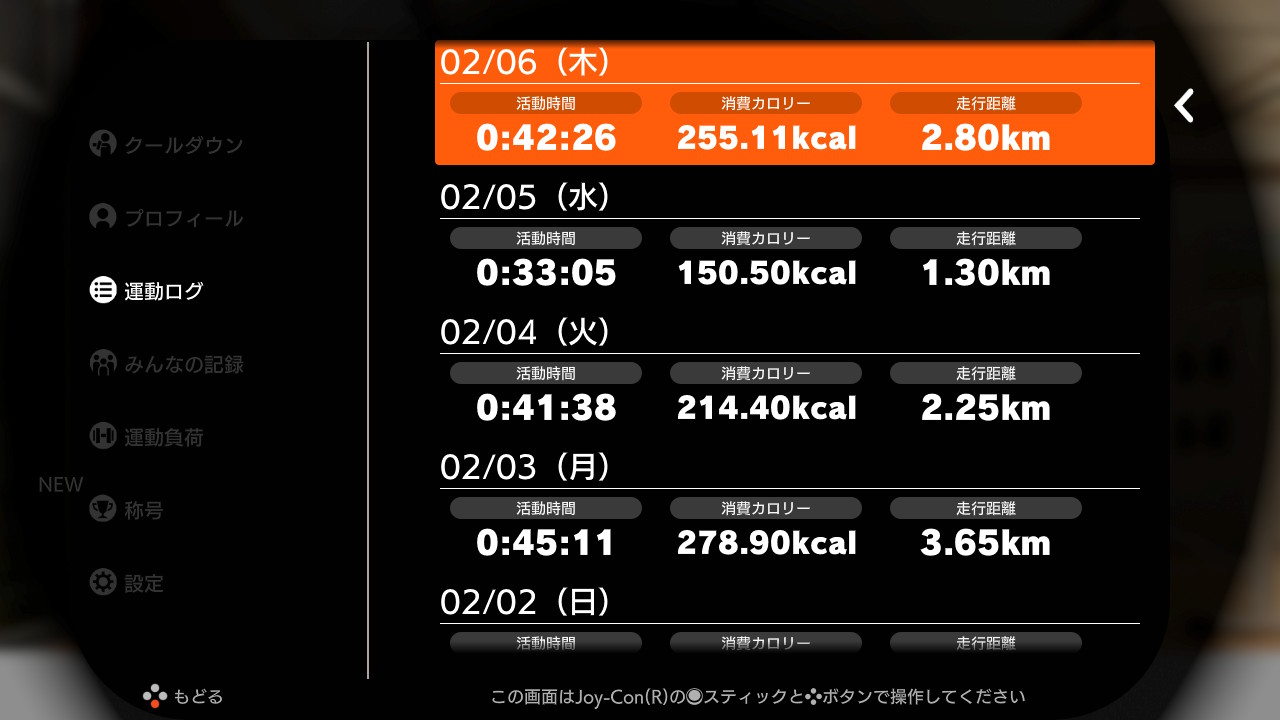 02/06（木）
活動時間 消費カロリー 走行距離
0:42:26 255.11kcal 2.80km
02/05（水）
活動時間 消費カロリー 走行距離
0:33:05 150.50kcal 1.30km
02/04（火）
活動時間 消費カロリー 走行距離
0:41:38 214.40kcal 2.25km
02/03（月）
活動時間 消費カロリー 走行距離
0:45:11 278.90kcal 3.65km
02/02（日）
活動時間 消費カロリー 走行距離
クールダウン
プロフィール
運動ログ
みんなの記録
運動負荷
NEW
称号
設定
もどる
この画面はJoy-Con(R)のスティックとボタンで操作してください